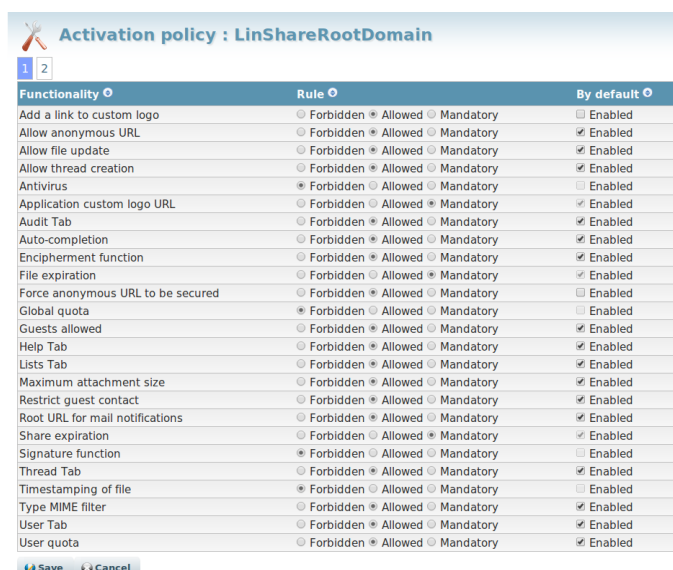 Activation policy : LinShareRootDomain
1 2
Functionality Rule By default
Add a link to custom logo Forbidden Allowed Mandatory Enabled
Allow anonymous URL Forbidden Allowed Mandatory Enabled
Allow file update Forbidden Allowed Mandatory Enabled
Allow thread creation Forbidden Allowed Mandatory Enabled
Antivirus Forbidden Allowed Mandatory Enabled
Application custom logo URL Forbidden Allowed Mandatory Enabled
Audit Tab Forbidden Allowed Mandatory Enabled
Auto-completion Forbidden Allowed Mandatory Enabled
Encipherment function Forbidden Allowed Mandatory Enabled
File expiration Forbidden Allowed Mandatory Enabled
Force anonymous URL to be secured Forbidden Allowed Mandatory Enabled
Global quota Forbidden Allowed Mandatory Enabled
Guests allowed Forbidden Allowed Mandatory Enabled
Help Tab Forbidden Allowed Mandatory Enabled
Lists Tab Forbidden Allowed Mandatory Enabled
Maximum attachment size Forbidden Allowed Mandatory Enabled
Restrict guest contact Forbidden Allowed Mandatory Enabled
Root URL for mail notifications Forbidden Allowed Mandatory Enabled
Share expiration Forbidden Allowed Mandatory Enabled
Signature function Forbidden Allowed Mandatory Enabled
Thread Tab Forbidden Allowed Mandatory Enabled
Timestamping of file Forbidden Allowed Mandatory Enabled
Type MIME filter Forbidden Allowed Mandatory Enabled
User Tab Forbidden Allowed Mandatory Enabled
User quota Forbidden Allowed Mandatory Enabled
Save Cancel